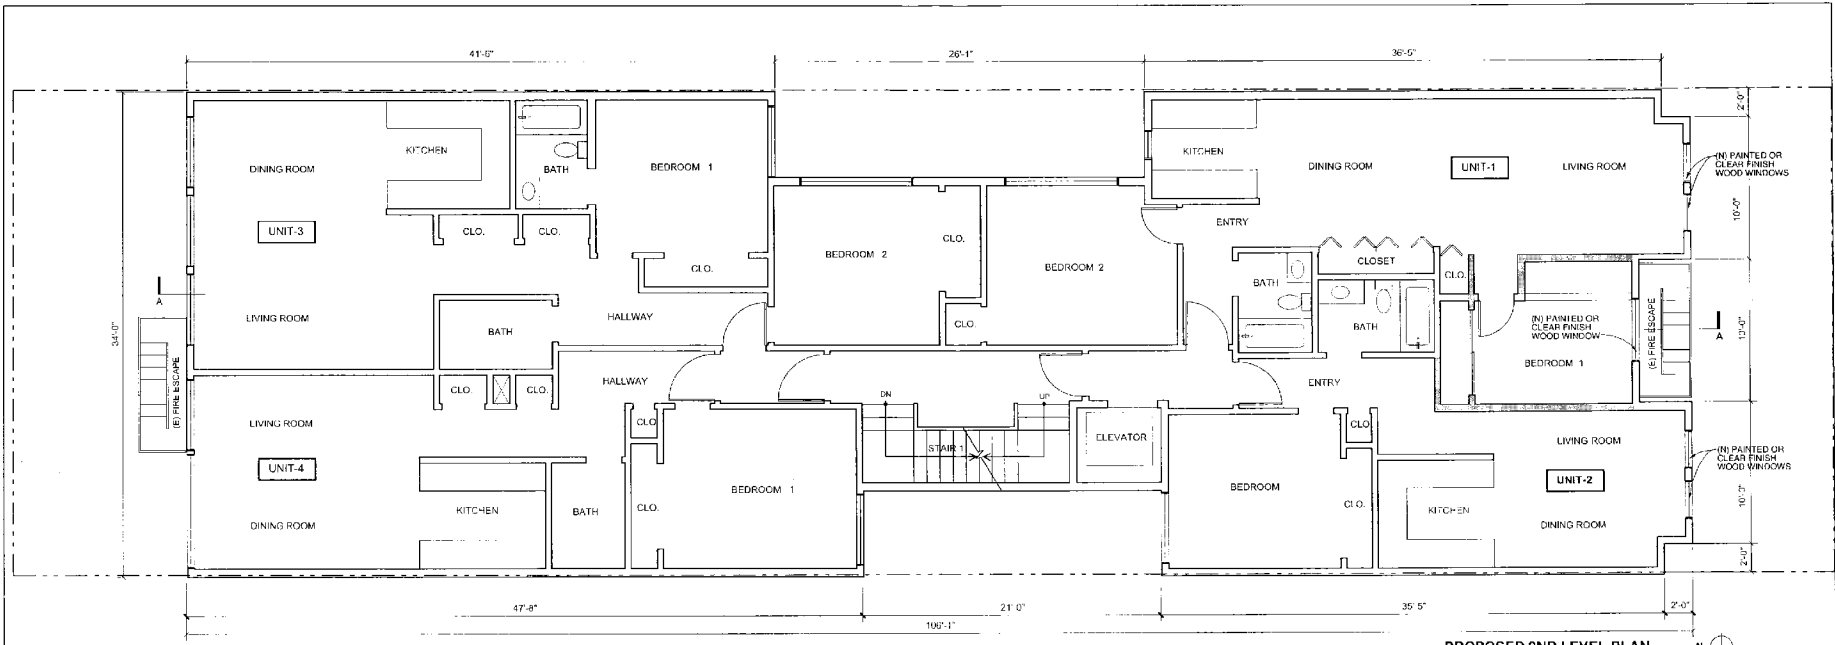 41'-6"
26'-1"
36'-5"
2'-0"
KITCHEN
DINING ROOM
BATH
BEDROOM 1
KITCHEN
DINING ROOM
UNIT-1
LIVING ROOM
(N) PAINTED OR
CLEAR FINISH
WOOD WINDOWS
10'-0"
UNIT-3
CLO.
CLO.
ENTRY
CLO.
BEDROOM 2
CLO.
BEDROOM 2
CLOSET
CLO.
BATH
A
LIVING ROOM
BATH
HALLWAY
CLO.
BATH
(N) PAINTED OR
CLEAR FINISH
WOOD WINDOW
(E) FIRE ESCAPE
A
34'-0"
(E) FIRE ESCAPE
BEDROOM 1
CLO.
CLO.
HALLWAY
ENTRY
DN
UP
LIVING ROOM
CLO
STAIR 1
ELEVATOR
CLO
LIVING ROOM
(N) PAINTED OR
CLEAR FINISH
WOOD WINDOWS
UNIT-4
BEDROOM 1
BEDROOM
UNIT-2
10'-0"
DINING ROOM
KITCHEN
BATH
CLO.
CLO.
KITCHEN
DINING ROOM
2'-0"
47'-8"
21'0"
35'5"
2'-0"
106'-1"
PROPOSED 2ND LEVEL PLAN
N